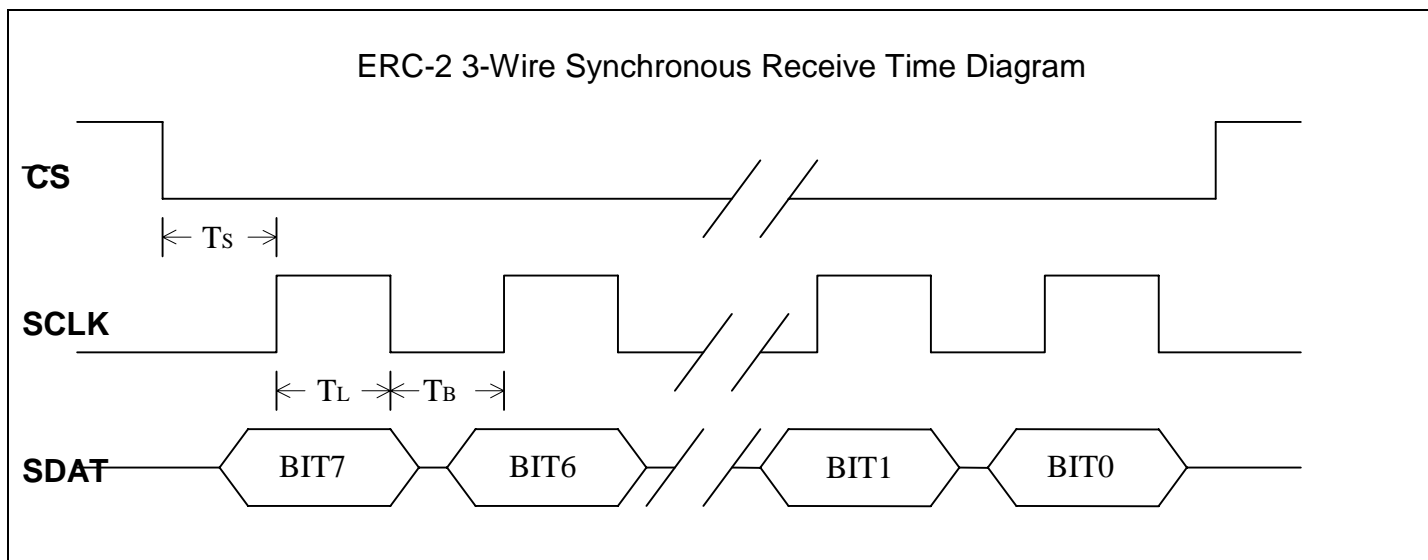 ERC-2 3-Wire Synchronous Receive Time Diagram
CS
TS
SCLK
TL TB
SDAT BIT7 BIT6 BIT1 BIT0